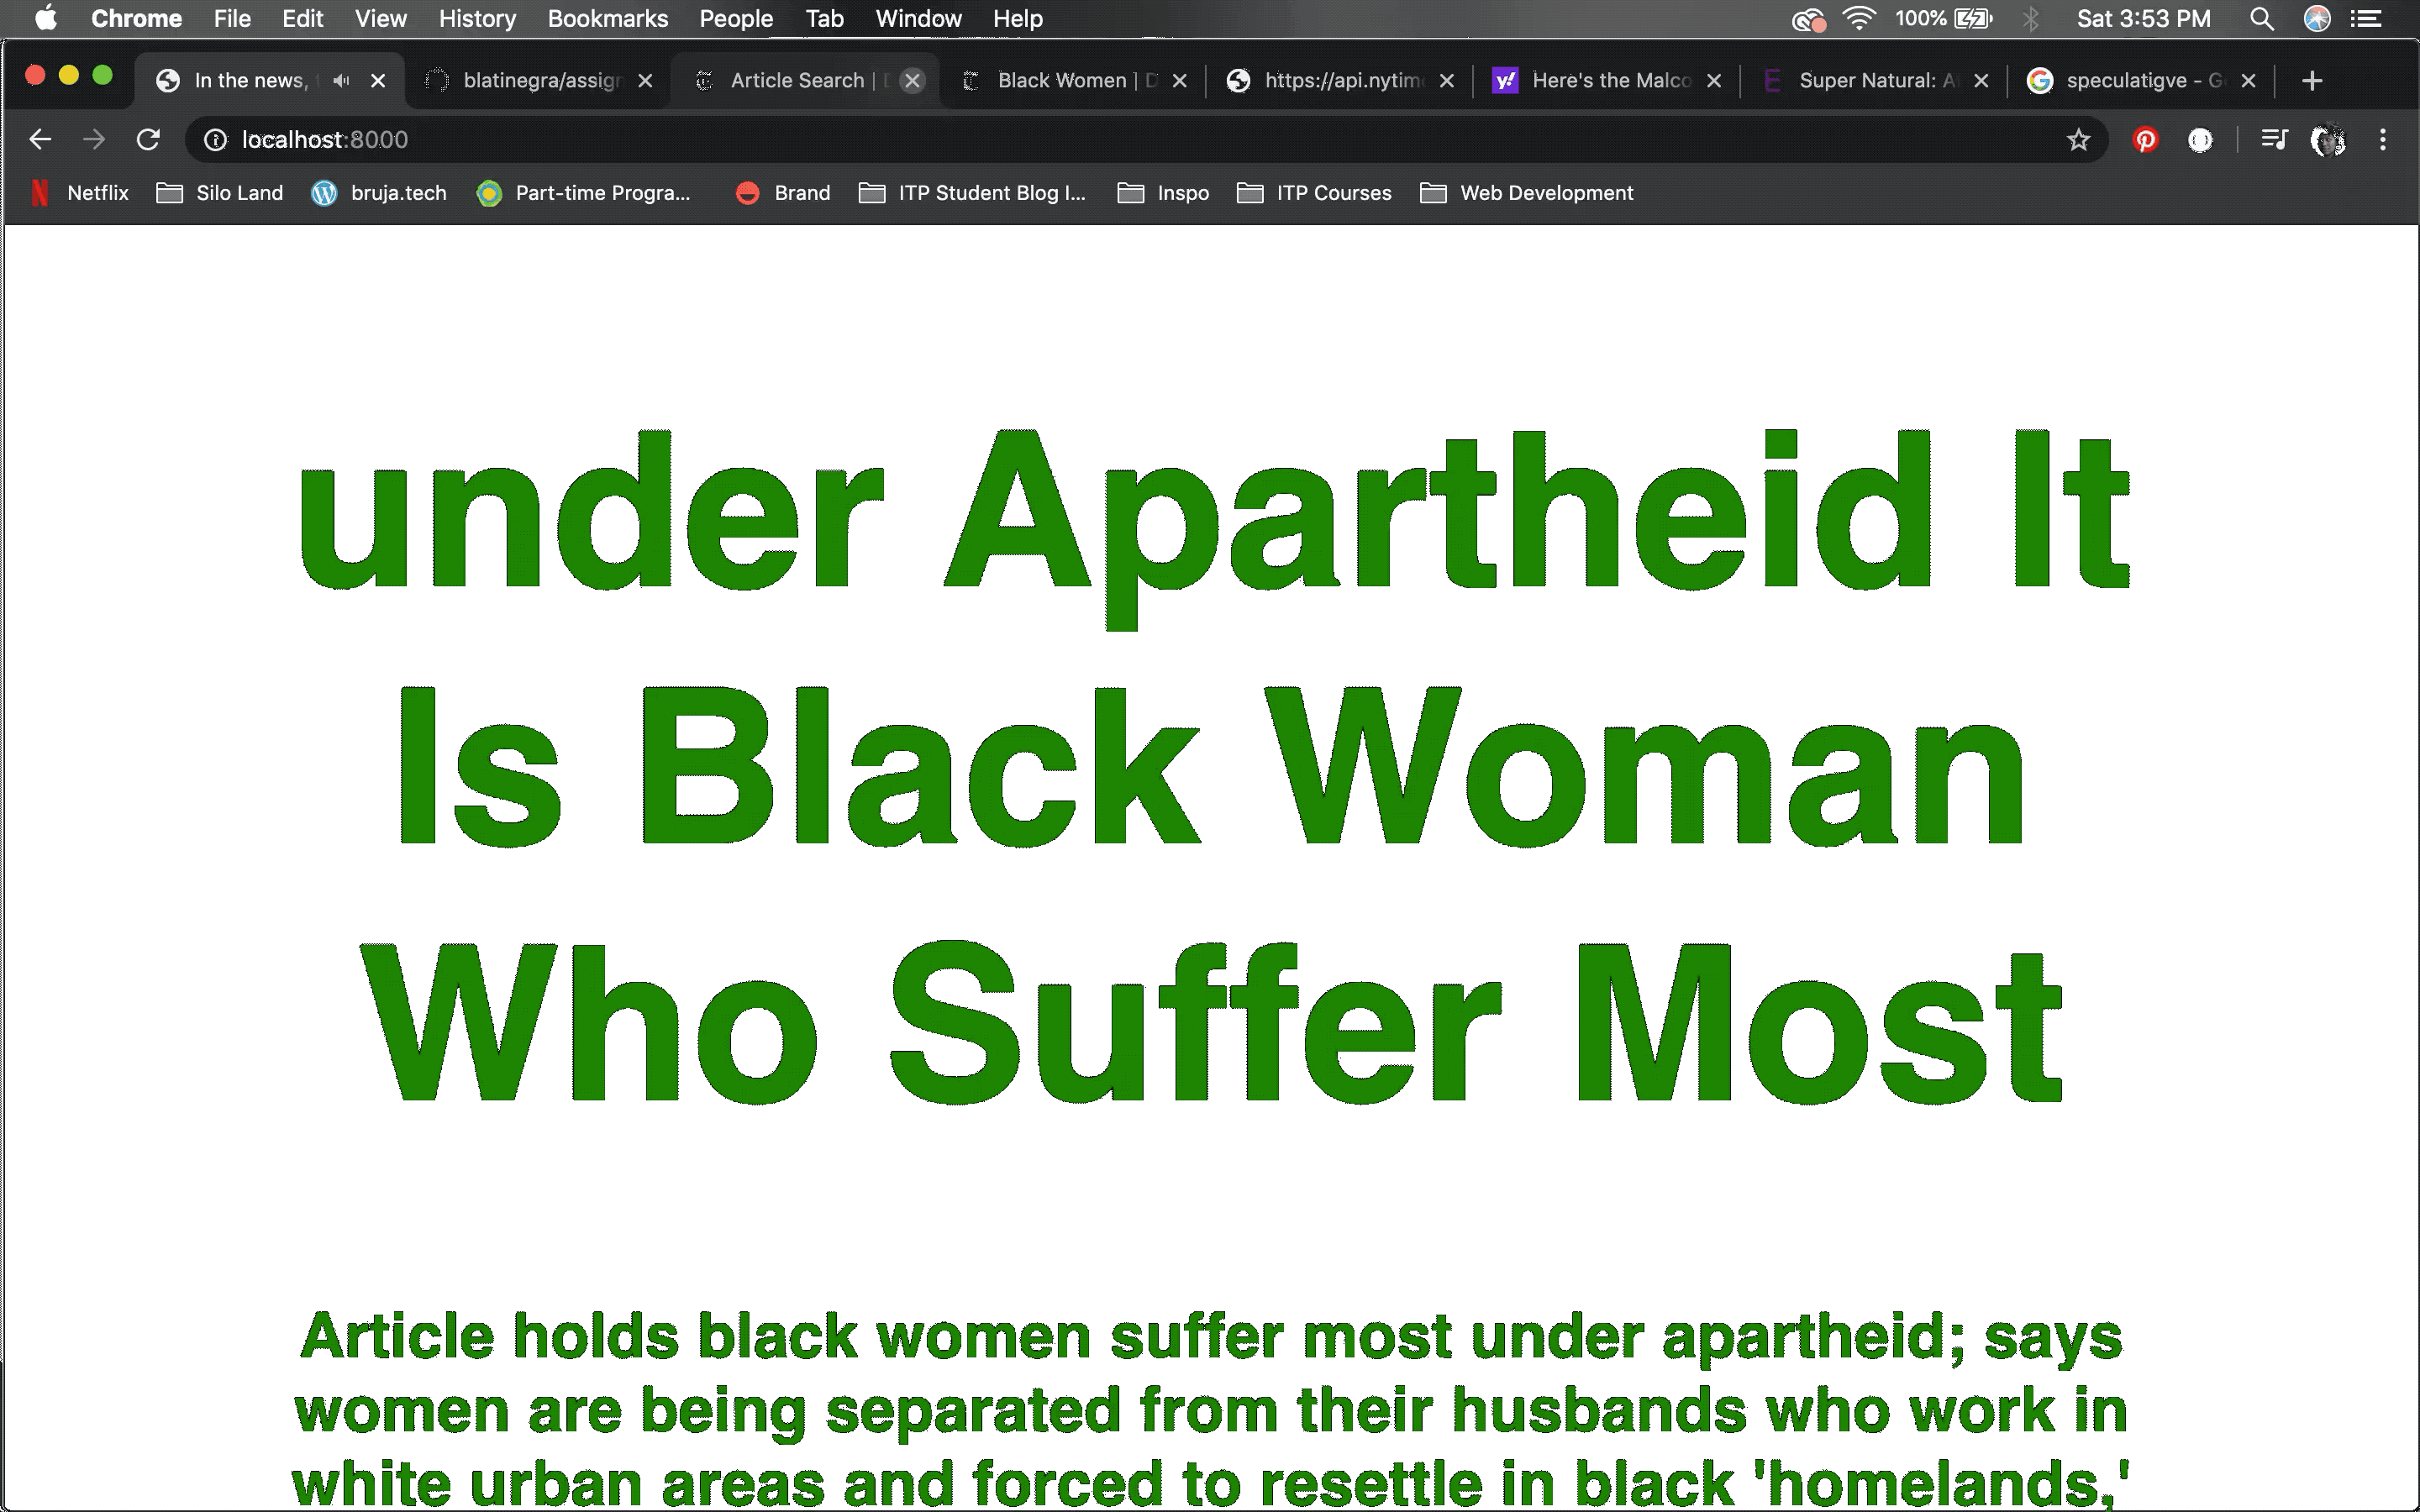 Chrome File Edit View History Bookmarks People Tab Window Help 100% Sat 3:53 PM
In the news, blatinegra/assign Article Search | D Black Women | D https://api.nytim Here's the Malco Super Natural: A speculatigve - G
localhost:8000
Netflix Silo Land bruja.tech Part-time Progra... Brand ITP Student Blog I... Inspo ITP Courses Web Development
under Apartheid It
Is Black Woman
Who Suffer Most
Article holds black women suffer most under apartheid; says
women are being separated from their husbands who work in
white urban areas and forced to resettle in black 'homelands,'